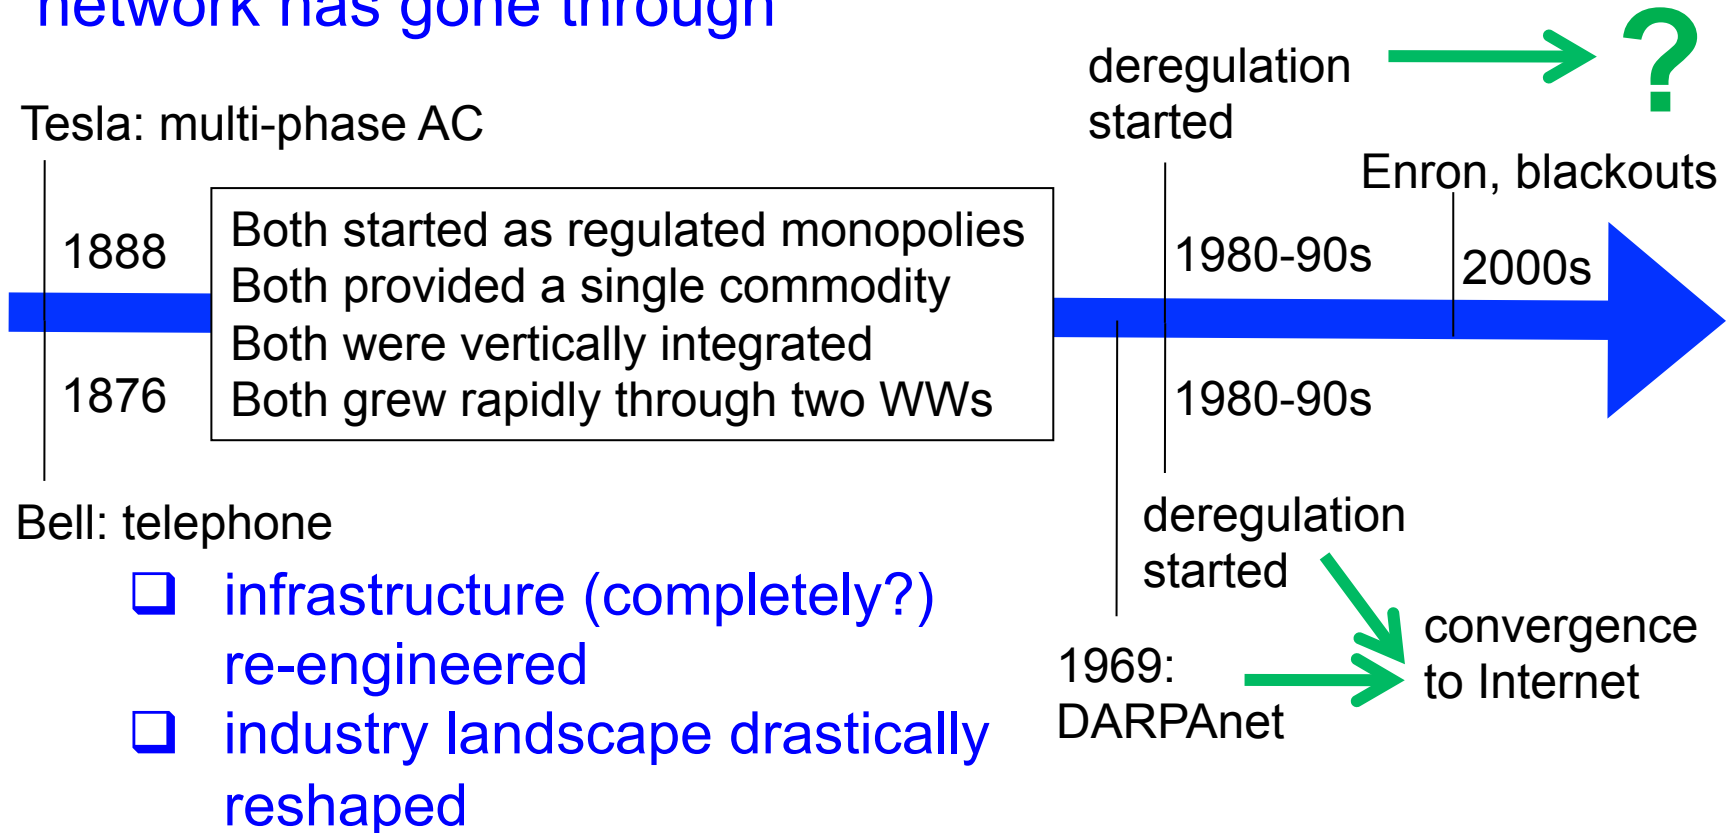 network has gone through
deregulation
started
?
Tesla: multi-phase AC
Enron, blackouts
1888
Both started as regulated monopolies
Both provided a single commodity
Both were vertically integrated
Both grew rapidly through two WWs
1980-90s
2000s
1876
1980-90s
Bell: telephone
deregulation
started
❑ infrastructure (completely?)
re-engineered
❑ industry landscape drastically
reshaped
1969:
DARPAnet
convergence
to Internet